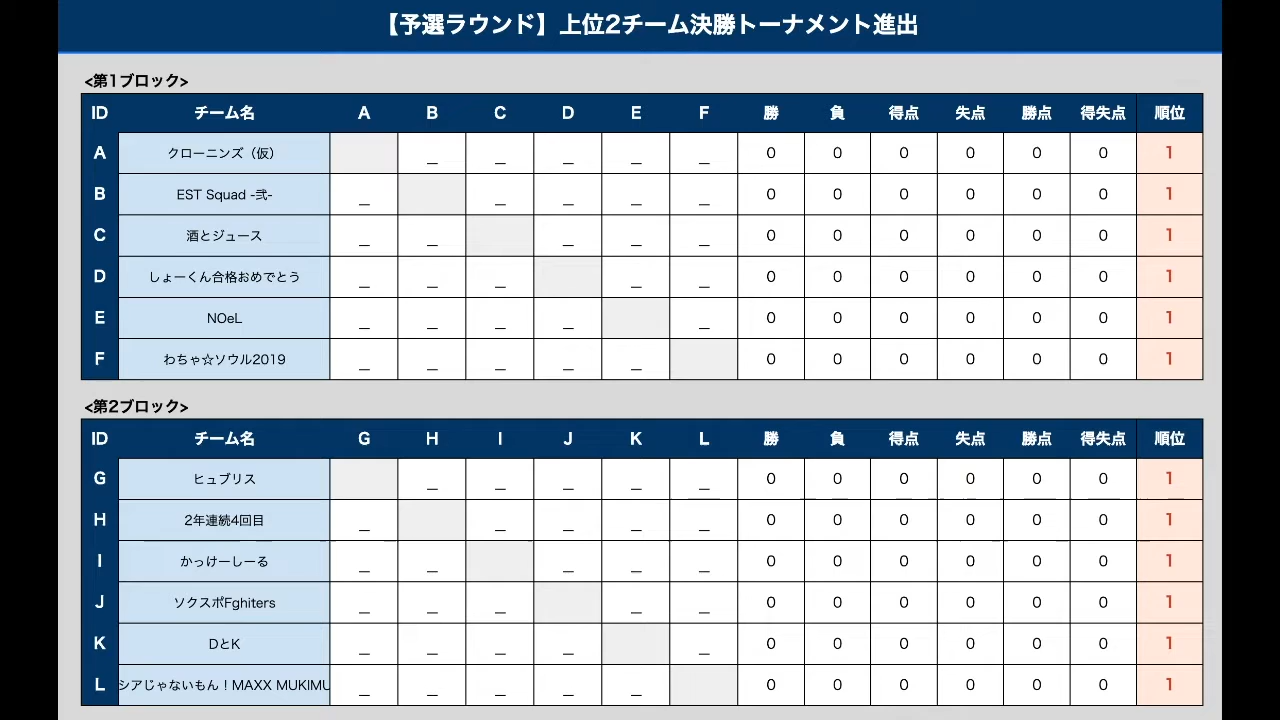 【予選ラウンド】上位2チーム決勝トーナメント進出
<第1ブロック>
ID チーム名 A B C D E F 勝 負 得点 失点 勝点 得失点 順位
A クローニンズ（仮） _ _ _ _ _ 0 0 0 0 0 0 1
B EST Squad -弐- _ _ _ _ _ 0 0 0 0 0 0 1
C 酒とジュース _ _ _ _ _ 0 0 0 0 0 0 1
D しょーくん合格おめでとう _ _ _ _ _ 0 0 0 0 0 0 1
E NOeL _ _ _ _ _ 0 0 0 0 0 0 1
F わちゃ☆ソウル2019 _ _ _ _ _ 0 0 0 0 0 0 1
<第2ブロック>
ID チーム名 G H I J K L 勝 負 得点 失点 勝点 得失点 順位
G ヒュブリス _ _ _ _ _ 0 0 0 0 0 0 1
H 2年連続4回目 _ _ _ _ _ 0 0 0 0 0 0 1
I かっけーしーる _ _ _ _ _ 0 0 0 0 0 0 1
J ソクスポFghiters _ _ _ _ _ 0 0 0 0 0 0 1
K DとK _ _ _ _ _ 0 0 0 0 0 0 1
L シアじゃないもん！MAXX MUKIMU _ _ _ _ _ 0 0 0 0 0 0 1